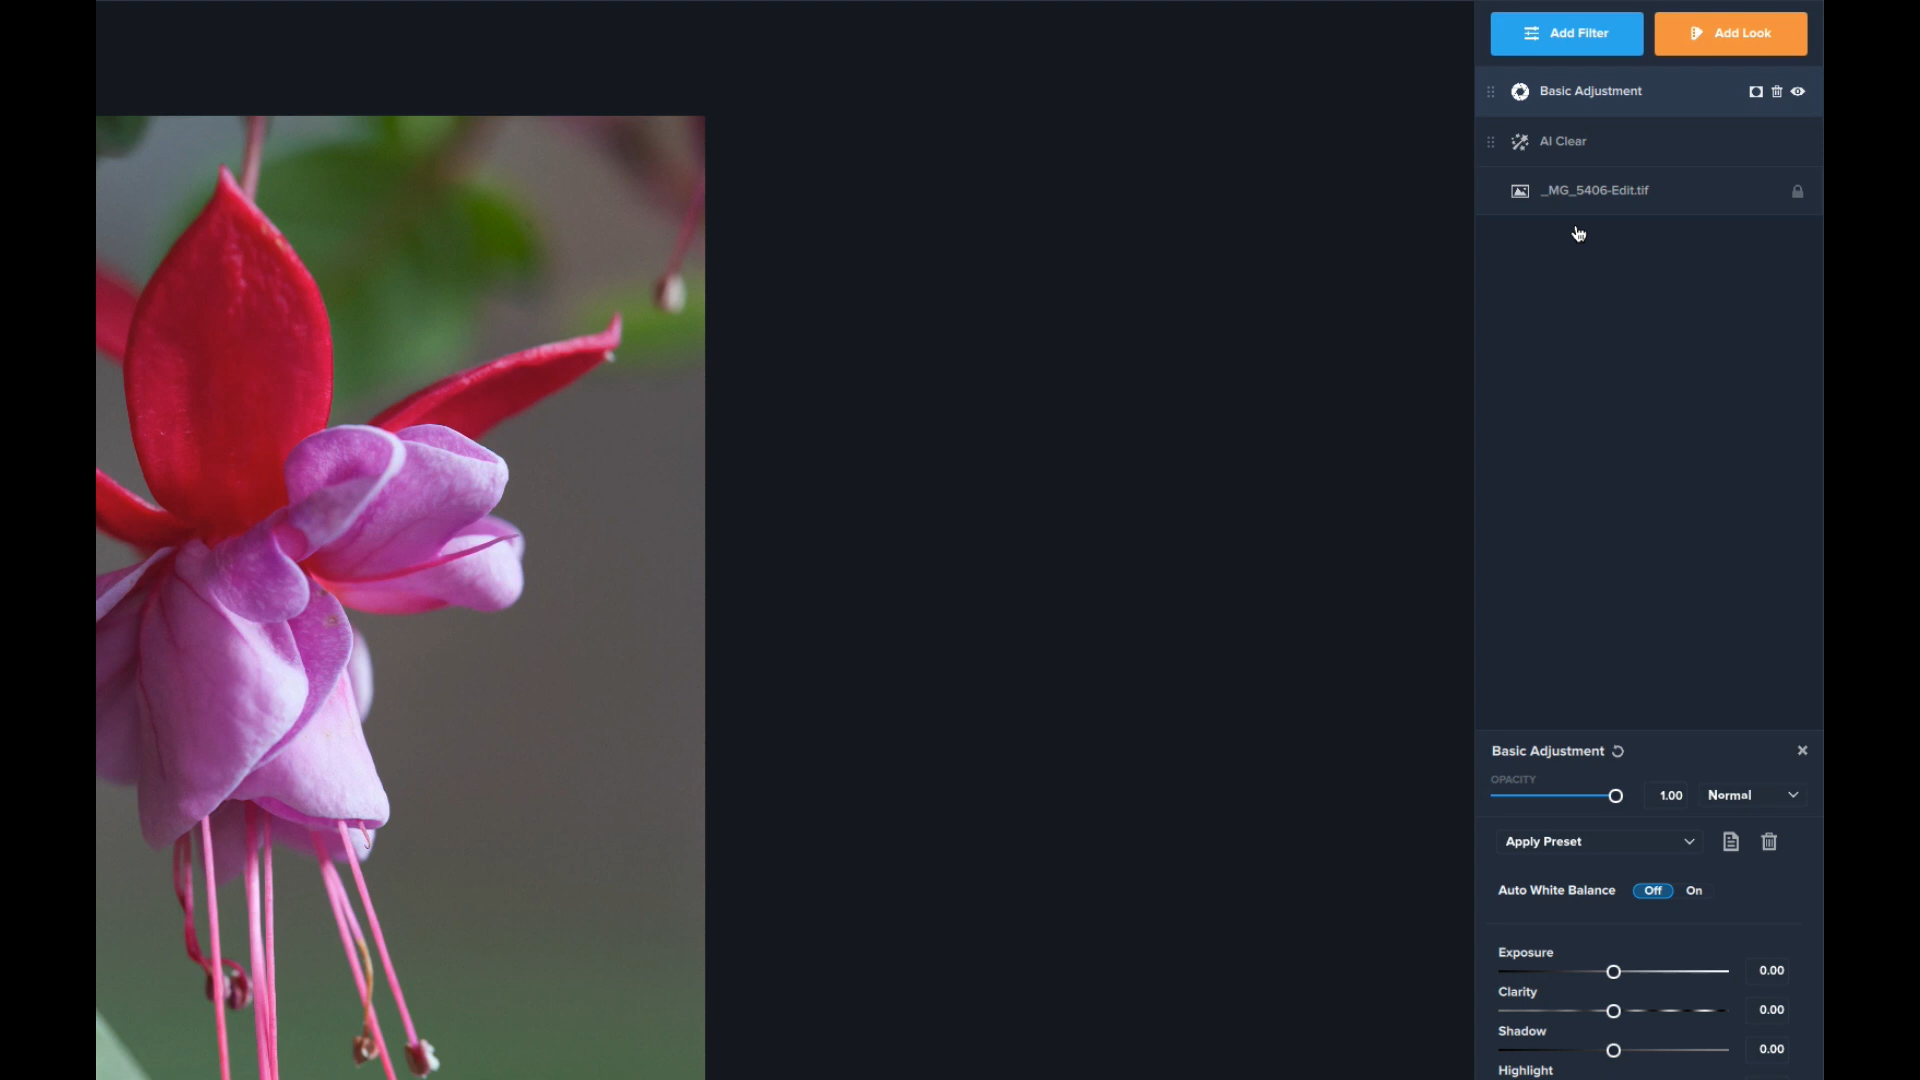 Add Filter
Add Look
Basic Adjustment
AI Clear
_MG_5406-Edit.tif
Basic Adjustment
OPACITY
1.00
Normal
Apply Preset
Auto White Balance Off On
Exposure
0.00
Clarity
0.00
Shadow
0.00
Highlight